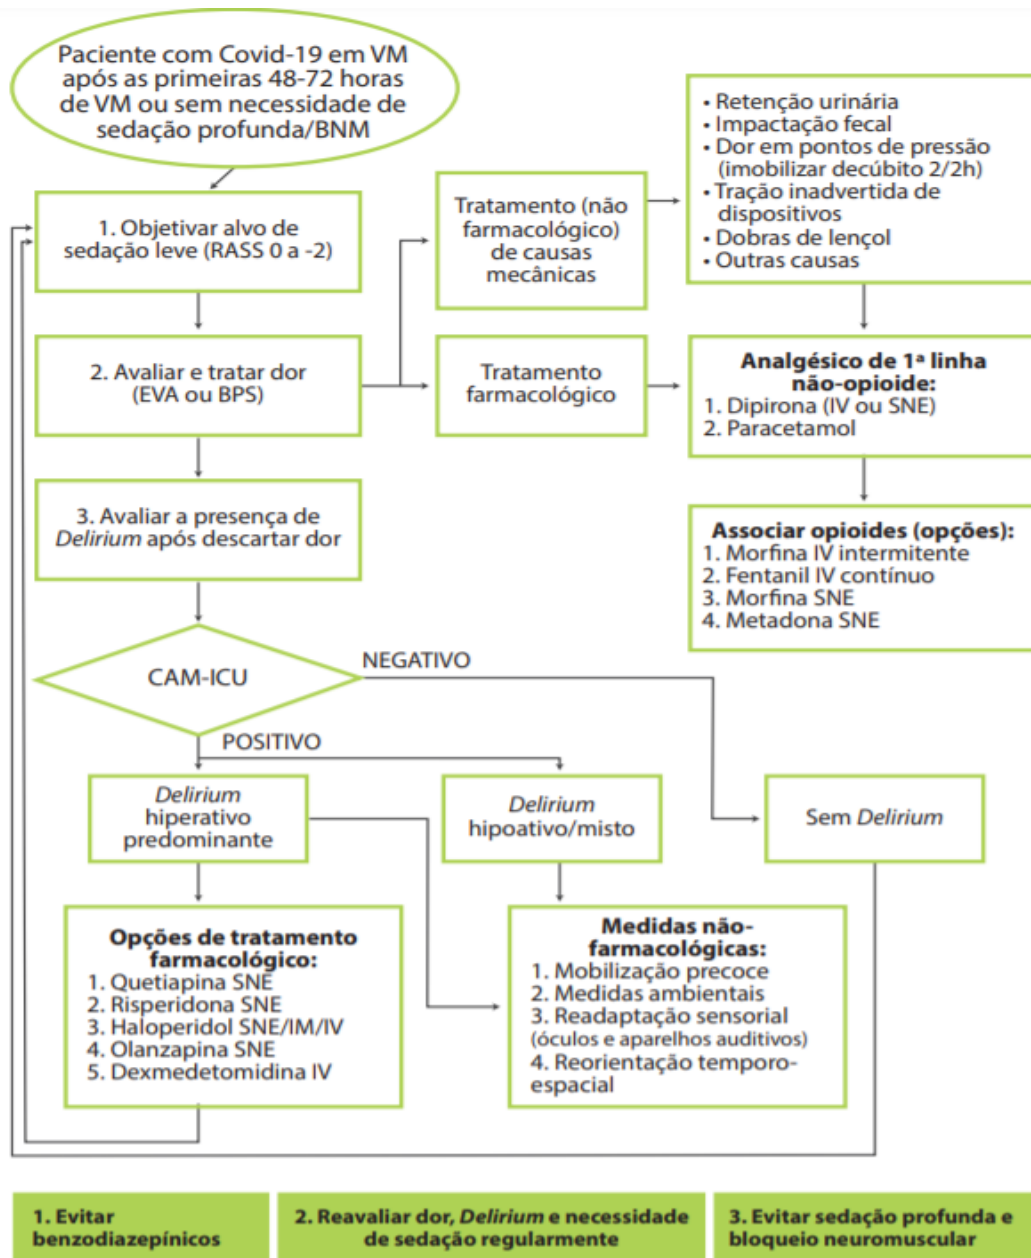 Paciente com Covid-19 em VM
após as primeiras 48-72 horas
de VM ou sem necessidade de
sedação profunda/BNM
1. Objetivar alvo de
sedação leve (RASS 0 a -2)
2. Avaliar e tratar dor
(EVA ou BPS)
Tratamento (não
farmacológico)
de causas
mecânicas
• Retenção urinária
• Impactação fecal
• Dor em pontos de pressão
(imobilizar decúbito 2/2h)
• Tração inadvertida de
dispositivos
• Dobras de lençol
• Outras causas
Tratamento
farmacológico
Analgésico de 1ª linha
não-opioide:
1. Dipirona (IV ou SNE)
2. Paracetamol
Associar opioides (opções):
1. Morfina IV intermitente
2. Fentanil IV contínuo
3. Morfina SNE
4. Metadona SNE
3. Avaliar a presença de
Delirium após descartar dor
CAM-ICU
NEGATIVO
POSITIVO
Delirium
hiperativo
predominante
Delirium
hipoativo/misto
Sem Delirium
Opções de tratamento
farmacológico:
1. Quetiapina SNE
2. Risperidona SNE
3. Haloperidol SNE/IM/IV
4. Olanzapina SNE
5. Dexmedetomidina IV
Medidas não-
farmacológicas:
1. Mobilização precoce
2. Medidas ambientais
3. Readaptação sensorial
(óculos e aparelhos auditivos)
4. Reorientação temporo-
espacial
1. Evitar
benzodiazepínicos
2. Reavaliar dor, Delirium e necessidade
de sedação regularmente
3. Evitar sedação profunda e
bloqueio neuromuscular